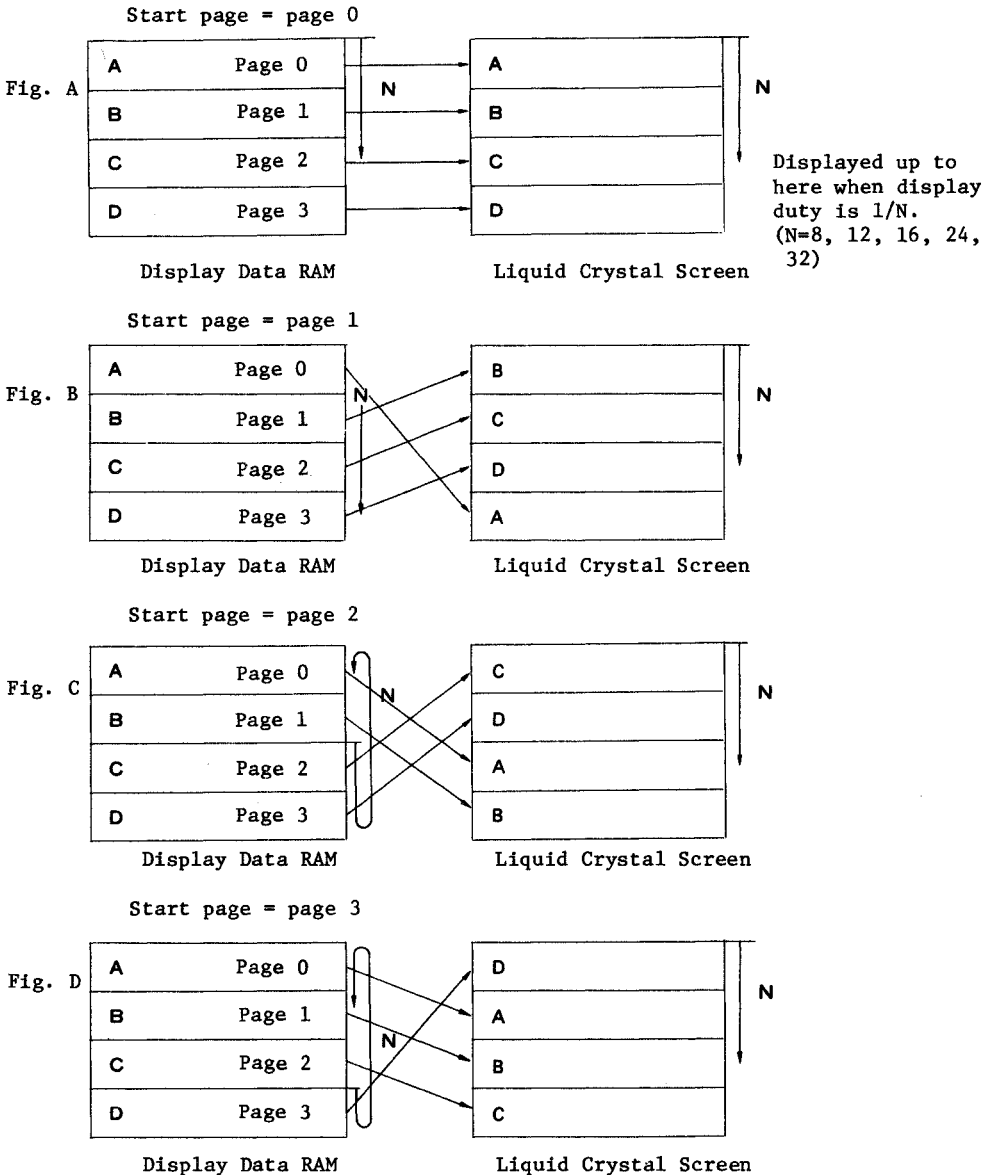 Start page = page 0
Fig. A
A Page 0
B Page 1
C Page 2
D Page 3
N
A
B
C
D
N
Displayed up to
here when display
duty is 1/N.
(N=8, 12, 16, 24,
32)
Display Data RAM
Liquid Crystal Screen
Start page = page 1
Fig. B
A Page 0
B Page 1
C Page 2
D Page 3
N
B
C
D
A
N
Display Data RAM
Liquid Crystal Screen
Start page = page 2
Fig. C
A Page 0
B Page 1
C Page 2
D Page 3
N
C
D
A
B
N
Display Data RAM
Liquid Crystal Screen
Start page = page 3
Fig. D
A Page 0
B Page 1
C Page 2
D Page 3
N
D
A
B
C
N
Display Data RAM
Liquid Crystal Screen